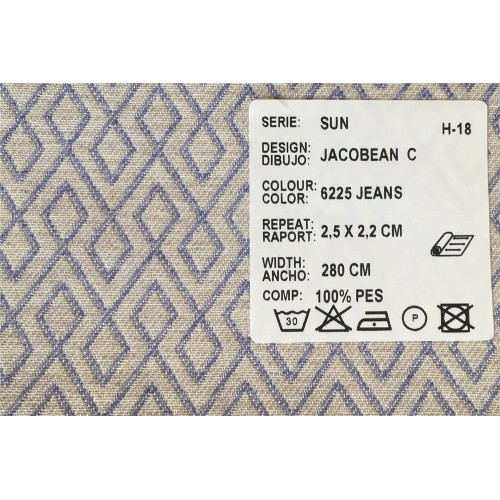 SERIE: SUN H-18
DESIGN:
DIBUJO: JACOBEAN C
COLOUR:
COLOR: 6225 JEANS
REPEAT:
RAPORT: 2,5 X 2,2 CM
WIDTH:
ANCHO: 280 CM
COMP: 100% PES
30 P